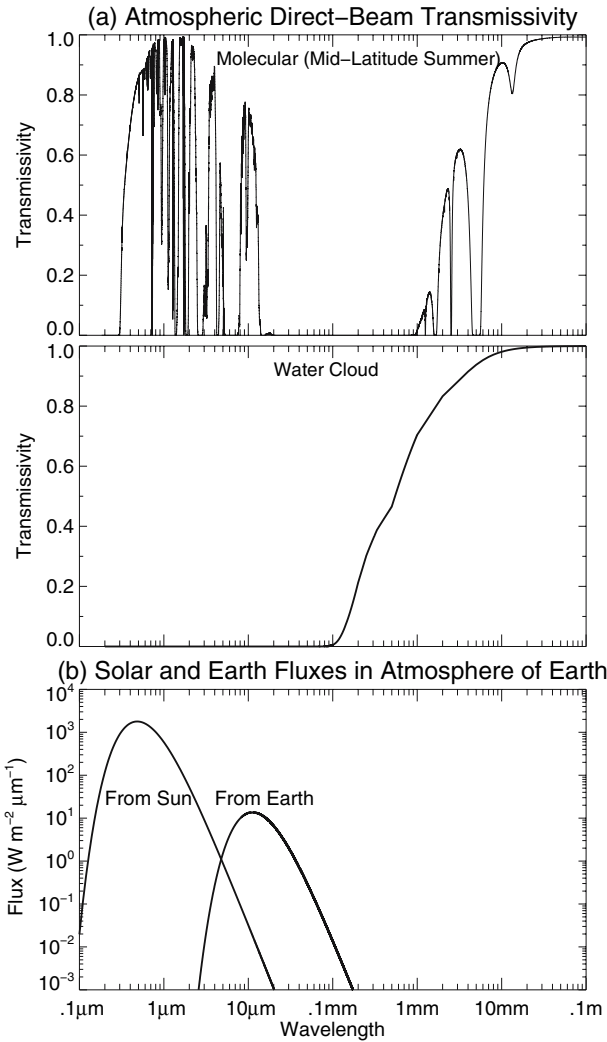 (a) Atmospheric Direct−Beam Transmissivity
Molecular (Mid−Latitude Summer)
Transmissivity
1.0
0.8
0.6
0.4
0.2
0.0
Water Cloud
Transmissivity
1.0
0.8
0.6
0.4
0.2
0.0
(b) Solar and Earth Fluxes in Atmosphere of Earth
From Sun
From Earth
Flux (W m⁻² μm⁻¹)
10⁴
10³
10²
10¹
10⁰
10⁻¹
10⁻²
10⁻³
.1μm 1μm 10μm .1mm 1mm 10mm .1m
Wavelength